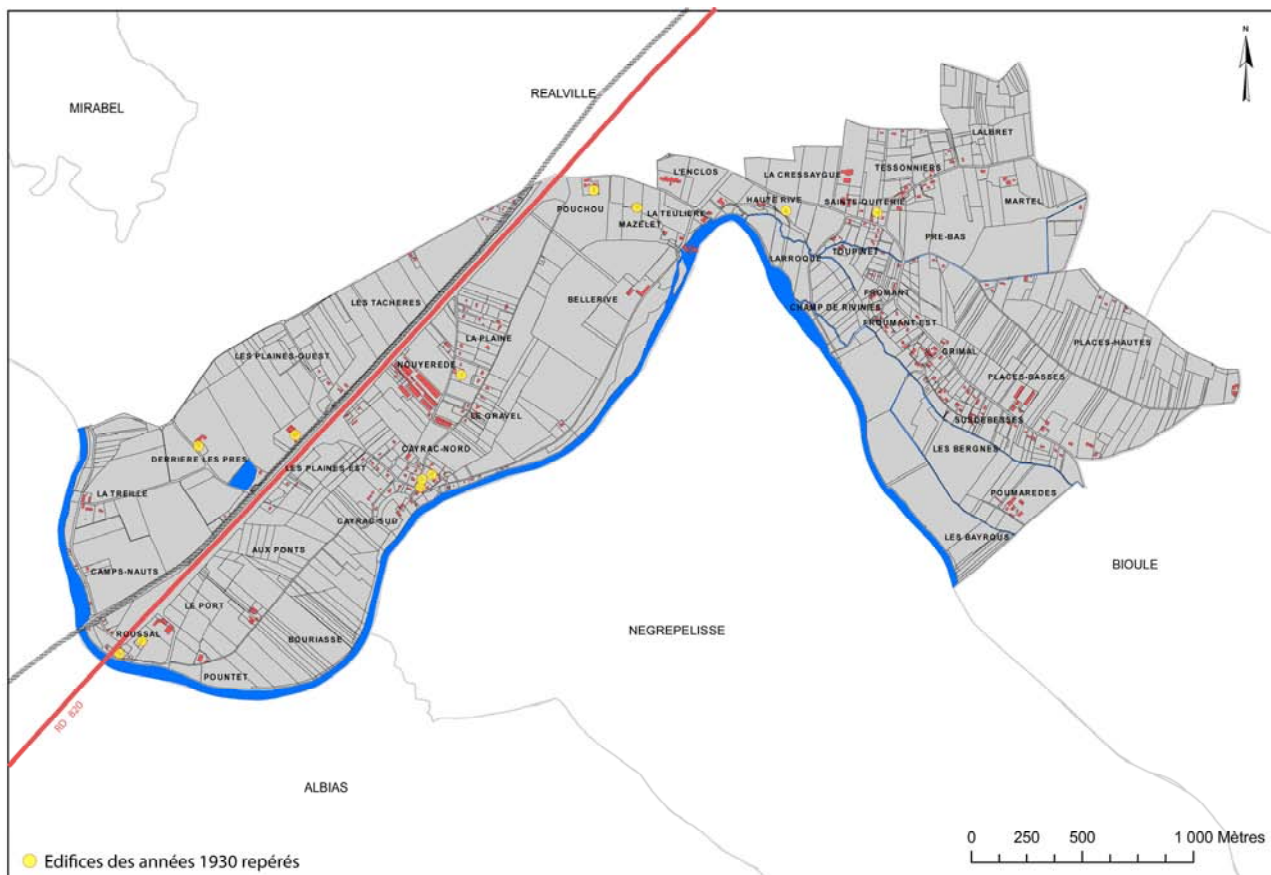 N
MIRABEL
REALVILLE
LALBRET
L'ENCLOS
LA CRESSAYGUE
TESSONNIERS
POUCHOU
MAZELET
LA TEULIERE
HAUTE RIVE
SAINTE-QUITERIE
MARTEL
PRE-BAS
LARROQUE
TOUPINET
LES TACHERES
BELLERIVE
FROMANT
CHAMP DE RIVINIES
FROUMANT-EST
LA PLAINE
PLACES-HAUTES
LES PLAINES-OUEST
NOUYEREDE
GRIMAL
PLACES-BASSES
LE GRAVEL
SUSDEBESSES
CAYRAC-NORD
LES BERGNES
DERRIERE LES PRES
LES PLAINES-EST
LA TREILLE
POUMAREDES
CAYRAC-SUD
LES BAYROUS
AUX PONTS
CAMPS-NAUTS
BIOULE
LE PORT
ROUSSAL
BOURIASSE
NEGREPELISSE
POUNTET
RD 820
ALBIAS
0 250 500 1 000 Mètres
Edifices des années 1930 repérés